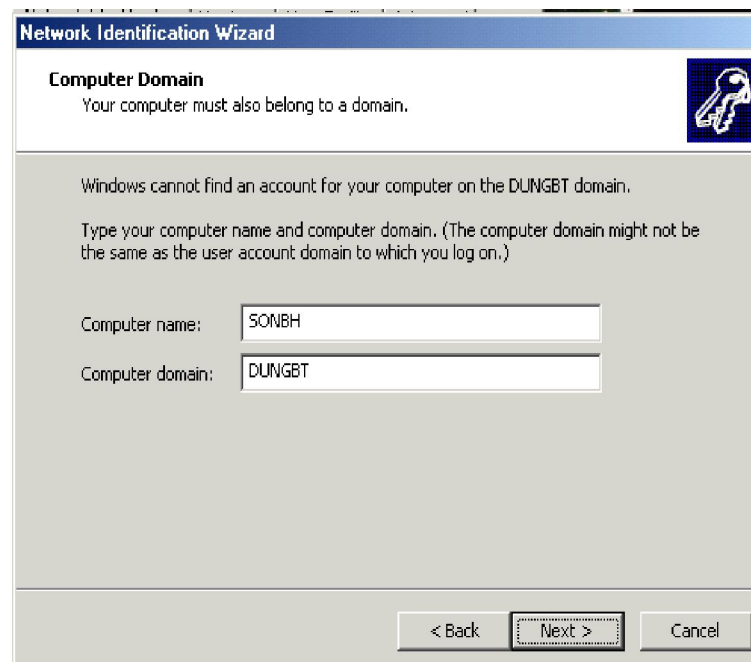 Network Identification Wizard
Computer Domain
Your computer must also belong to a domain.
Windows cannot find an account for your computer on the DUNGBT domain.
Type your computer name and computer domain. (The computer domain might not be
the same as the user account domain to which you log on.)
Computer name: SONBH
Computer domain: DUNGBT
< Back Next > Cancel